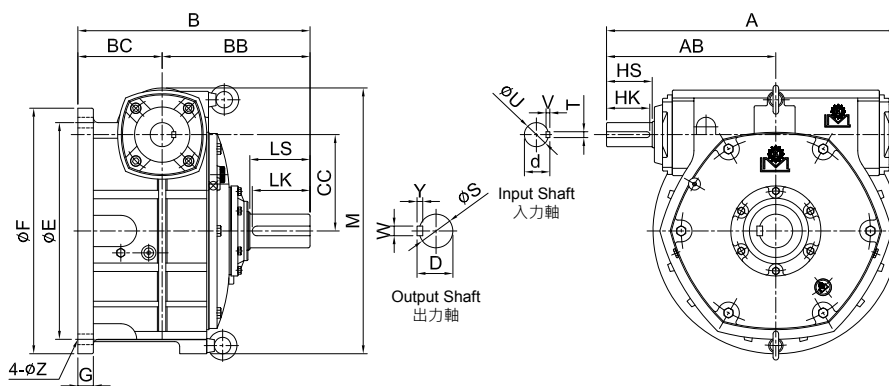 B
BC
BB
LS
LK
CC
M
øF
øE
4-øZ
G
Y
øS
W
D
Output Shaft
出力軸
øU
V
T
d
Input Shaft
入力軸
A
AB
HS
HK